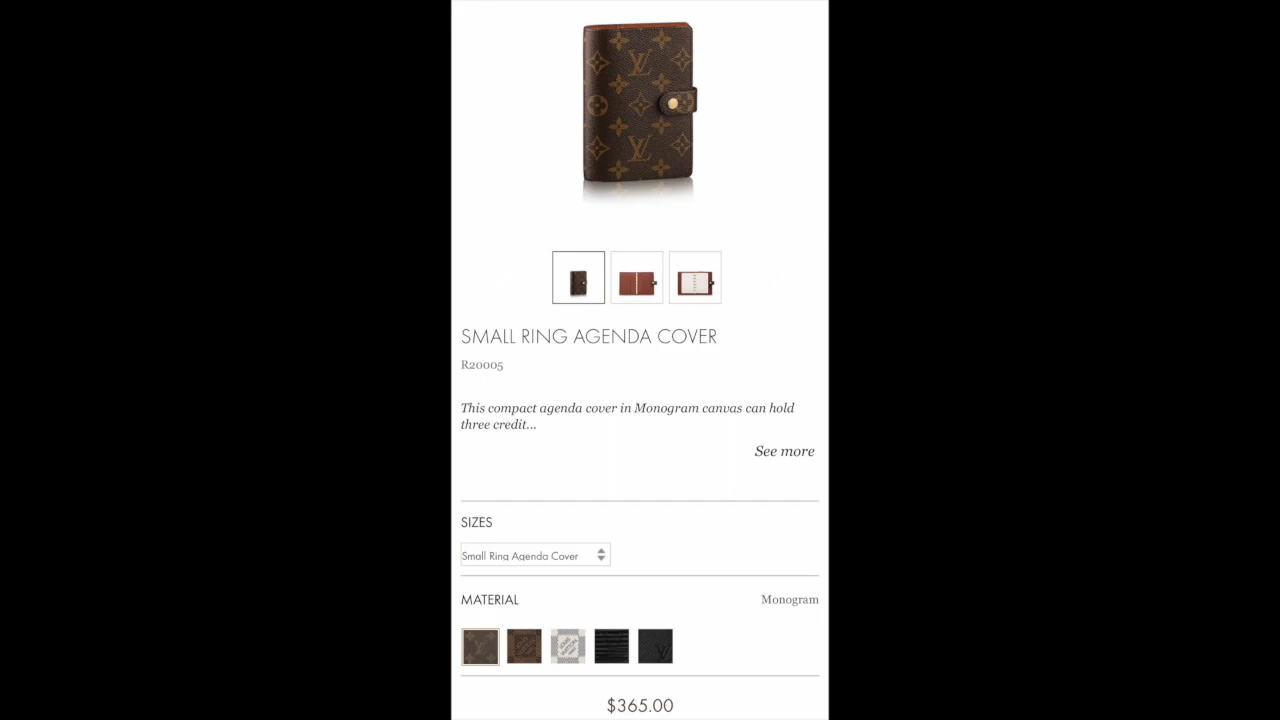 SMALL RING AGENDA COVER
R20005
This compact agenda cover in Monogram canvas can hold
three credit...
See more
SIZES
Small Ring Agenda Cover
MATERIAL
Monogram
$365.00